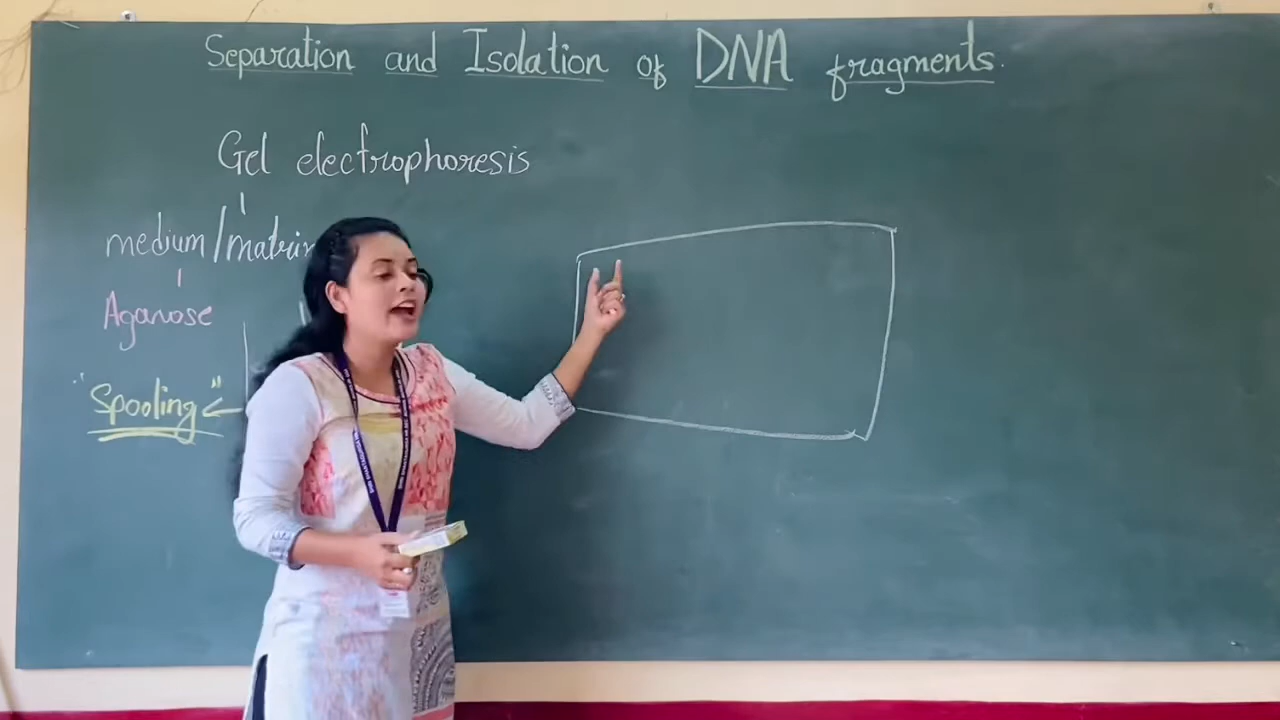 Separation and Isolation of DNA fragments.
Gel electrophoresis
medium/matrix
Agarose
"Spooling"